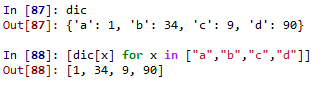 In [87]: dic
Out[87]: {'a': 1, 'b': 34, 'c': 9, 'd': 90}
In [88]: [dic[x] for x in ["a","b","c","d"]]
Out[88]: [1, 34, 9, 90]